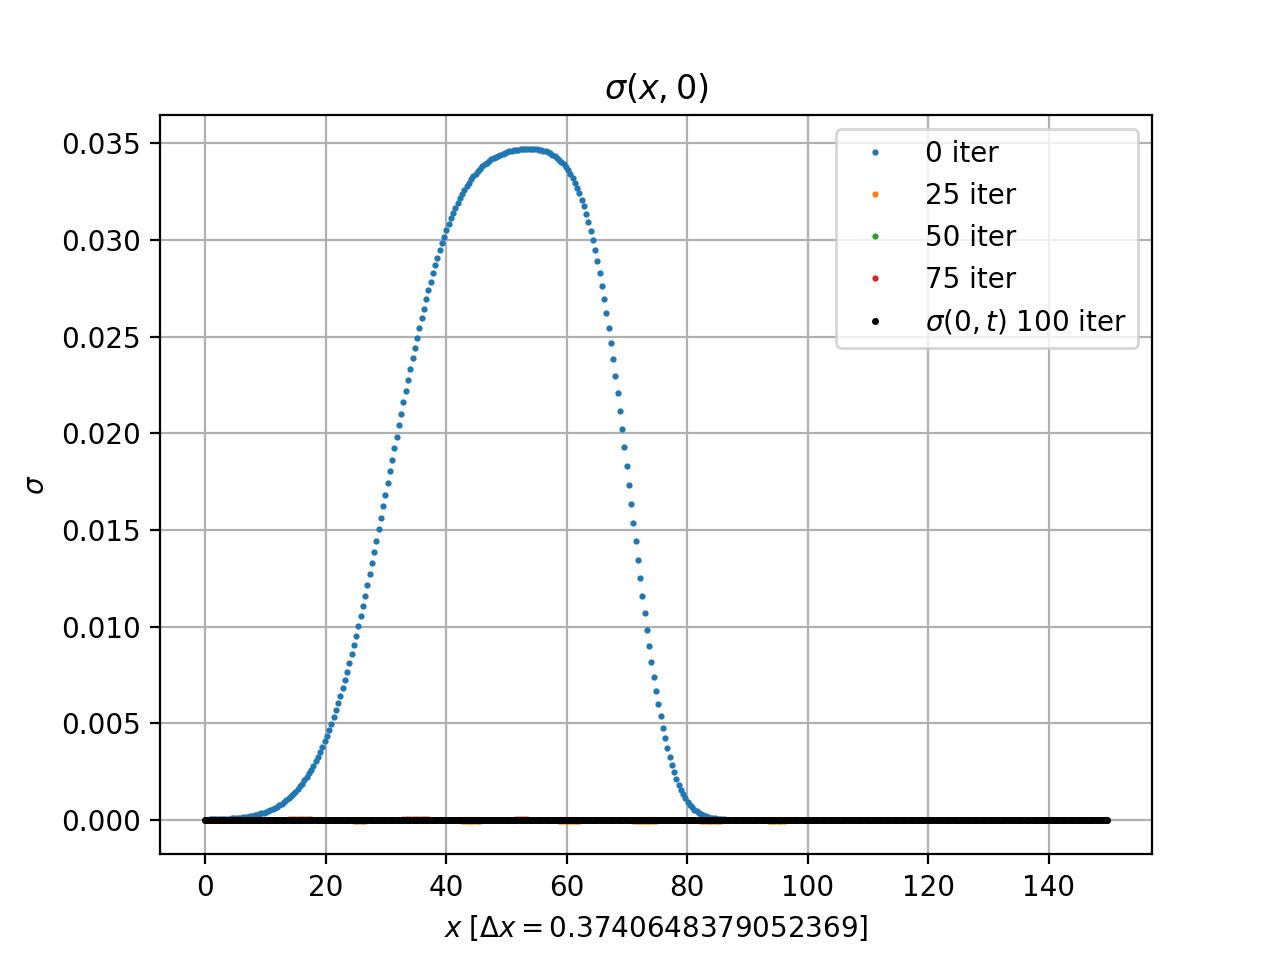 σ(x, 0)
0.035
0.030
0.025
0.020
0.015
0.010
0.005
0.000
σ
0 iter
25 iter
50 iter
75 iter
σ(0, t) 100 iter
0 20 40 60 80 100 120 140
x [Δx = 0.3740648379052369]